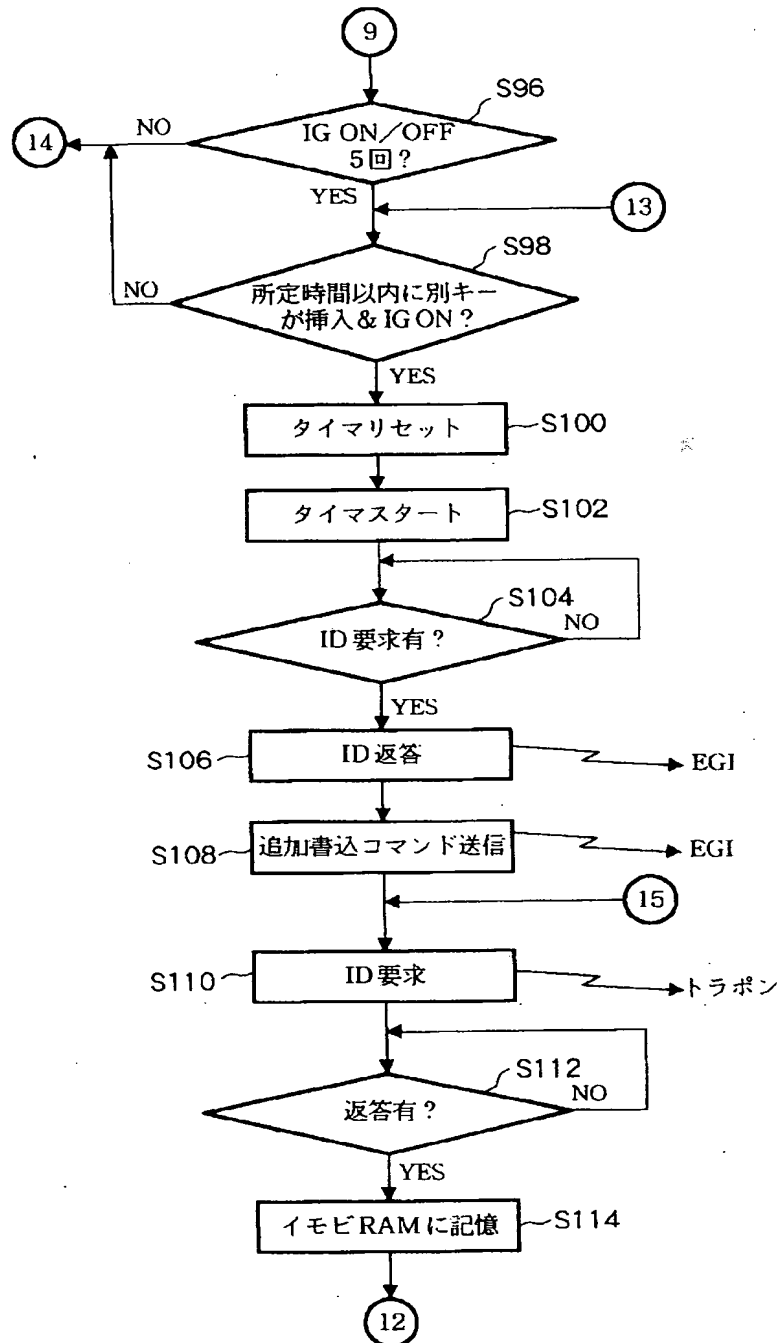 9
S96
IG ON／OFF
5回？
NO
14
YES
13
S98
所定時間以内に別キー
が挿入＆IG ON？
NO
YES
タイマリセット
S100
タイマスタート
S102
S104
ID要求有？
NO
YES
S106
ID返答
EGI
S108
追加書込コマンド送信
EGI
15
S110
ID要求
トラポン
S112
返答有？
NO
YES
イモビRAMに記憶
S114
12